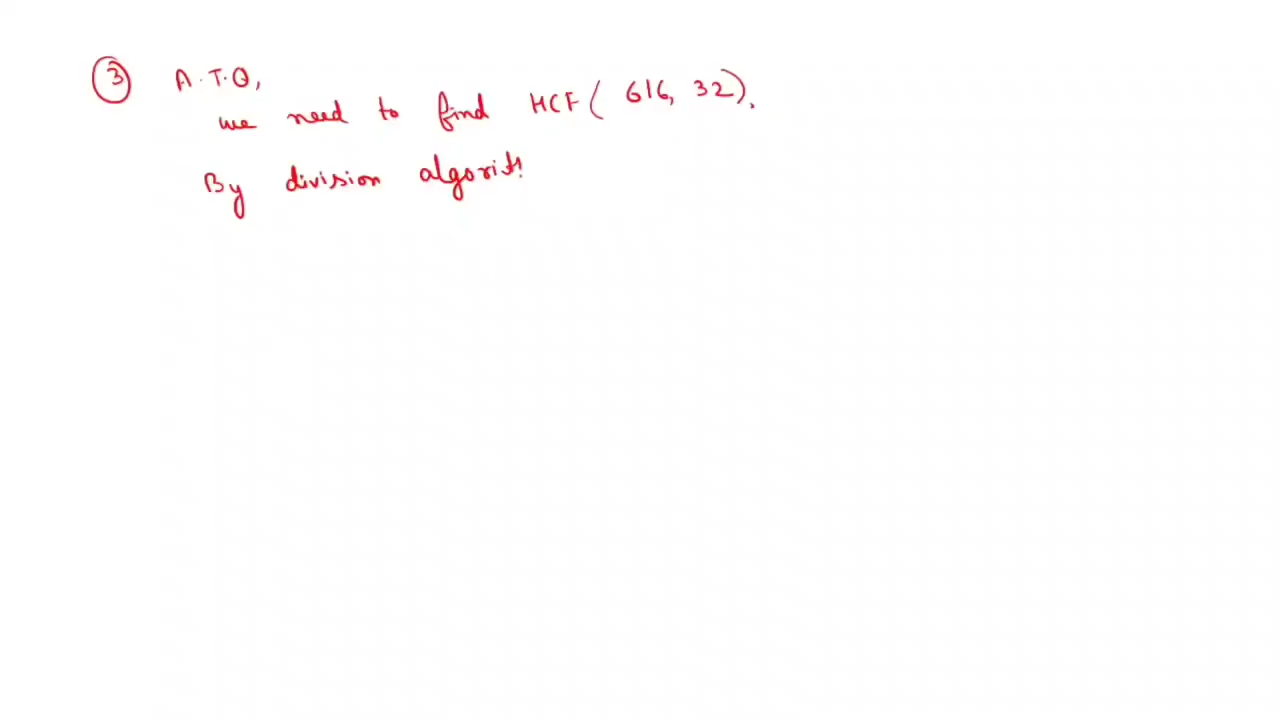 ③ A.T.Q,
we need to find HCF( 616, 32).
By division algorith